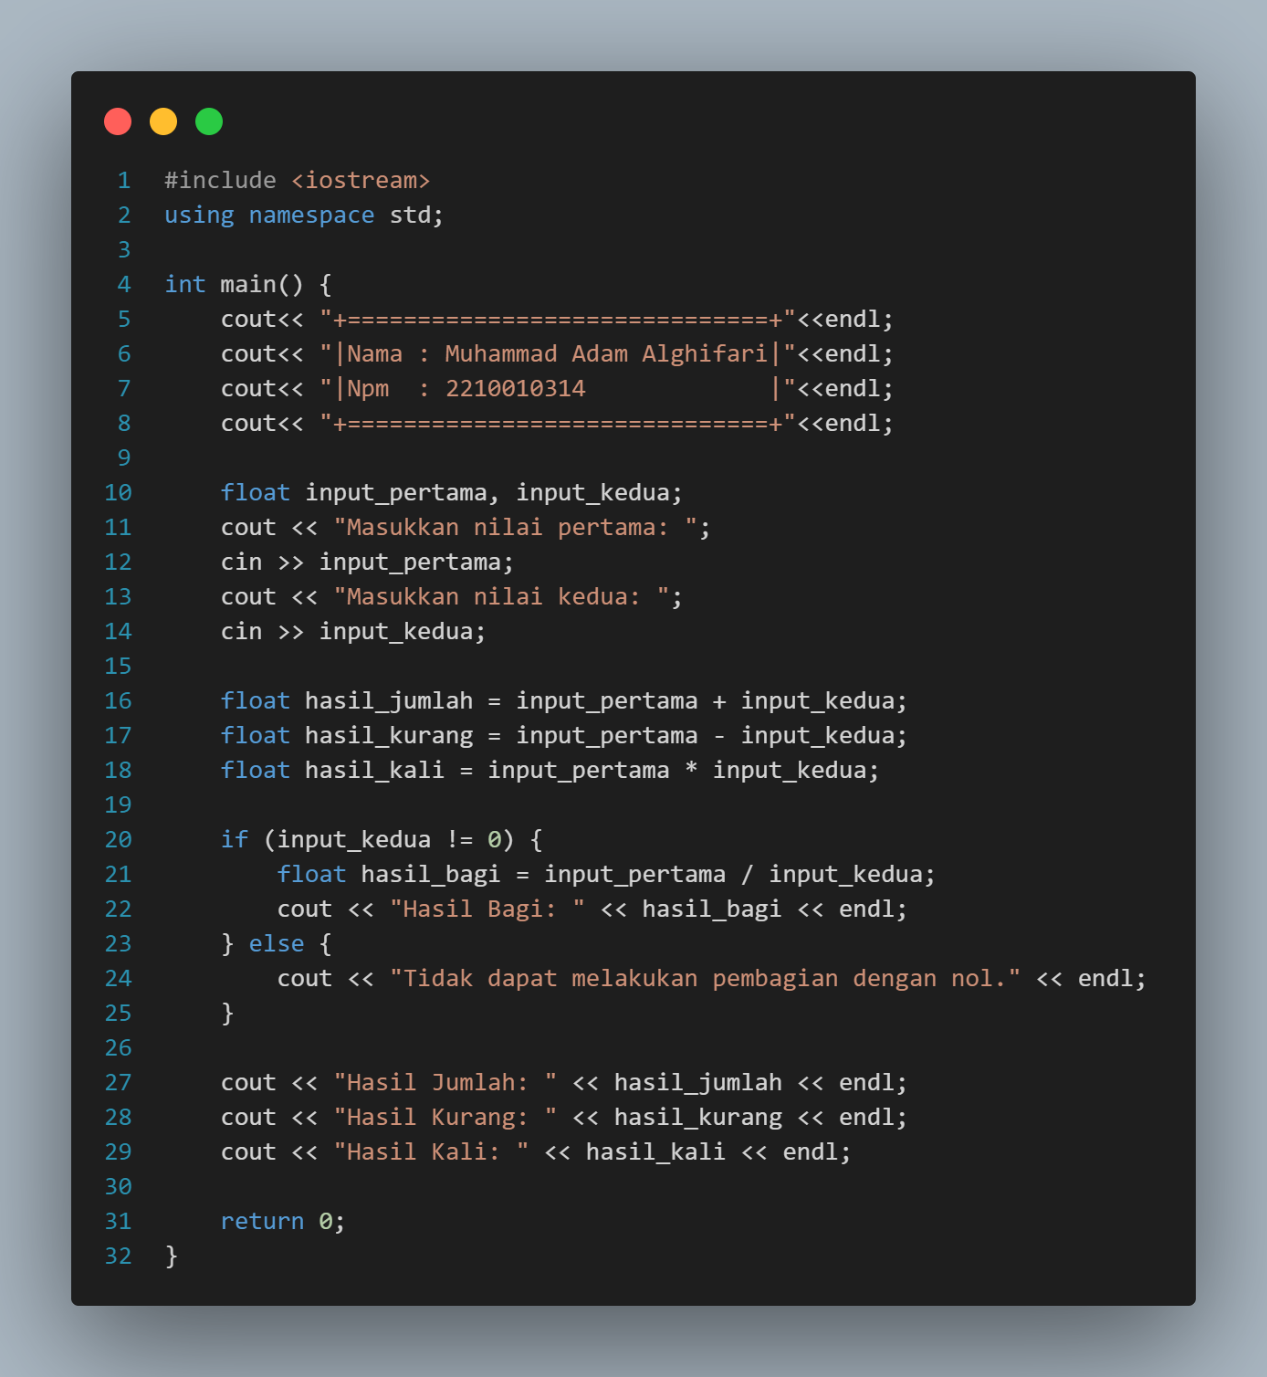 1 #include <iostream>
2 using namespace std;
3
4 int main() {
5     cout<< "+==============================+"<<endl;
6     cout<< "|Nama : Muhammad Adam Alghifari|"<<endl;
7     cout<< "|Npm  : 2210010314             |"<<endl;
8     cout<< "+==============================+"<<endl;
9
10     float input_pertama, input_kedua;
11     cout << "Masukkan nilai pertama: ";
12     cin >> input_pertama;
13     cout << "Masukkan nilai kedua: ";
14     cin >> input_kedua;
15
16     float hasil_jumlah = input_pertama + input_kedua;
17     float hasil_kurang = input_pertama - input_kedua;
18     float hasil_kali = input_pertama * input_kedua;
19
20     if (input_kedua != 0) {
21         float hasil_bagi = input_pertama / input_kedua;
22         cout << "Hasil Bagi: " << hasil_bagi << endl;
23     } else {
24         cout << "Tidak dapat melakukan pembagian dengan nol." << endl;
25     }
26
27     cout << "Hasil Jumlah: " << hasil_jumlah << endl;
28     cout << "Hasil Kurang: " << hasil_kurang << endl;
29     cout << "Hasil Kali: " << hasil_kali << endl;
30
31     return 0;
32 }